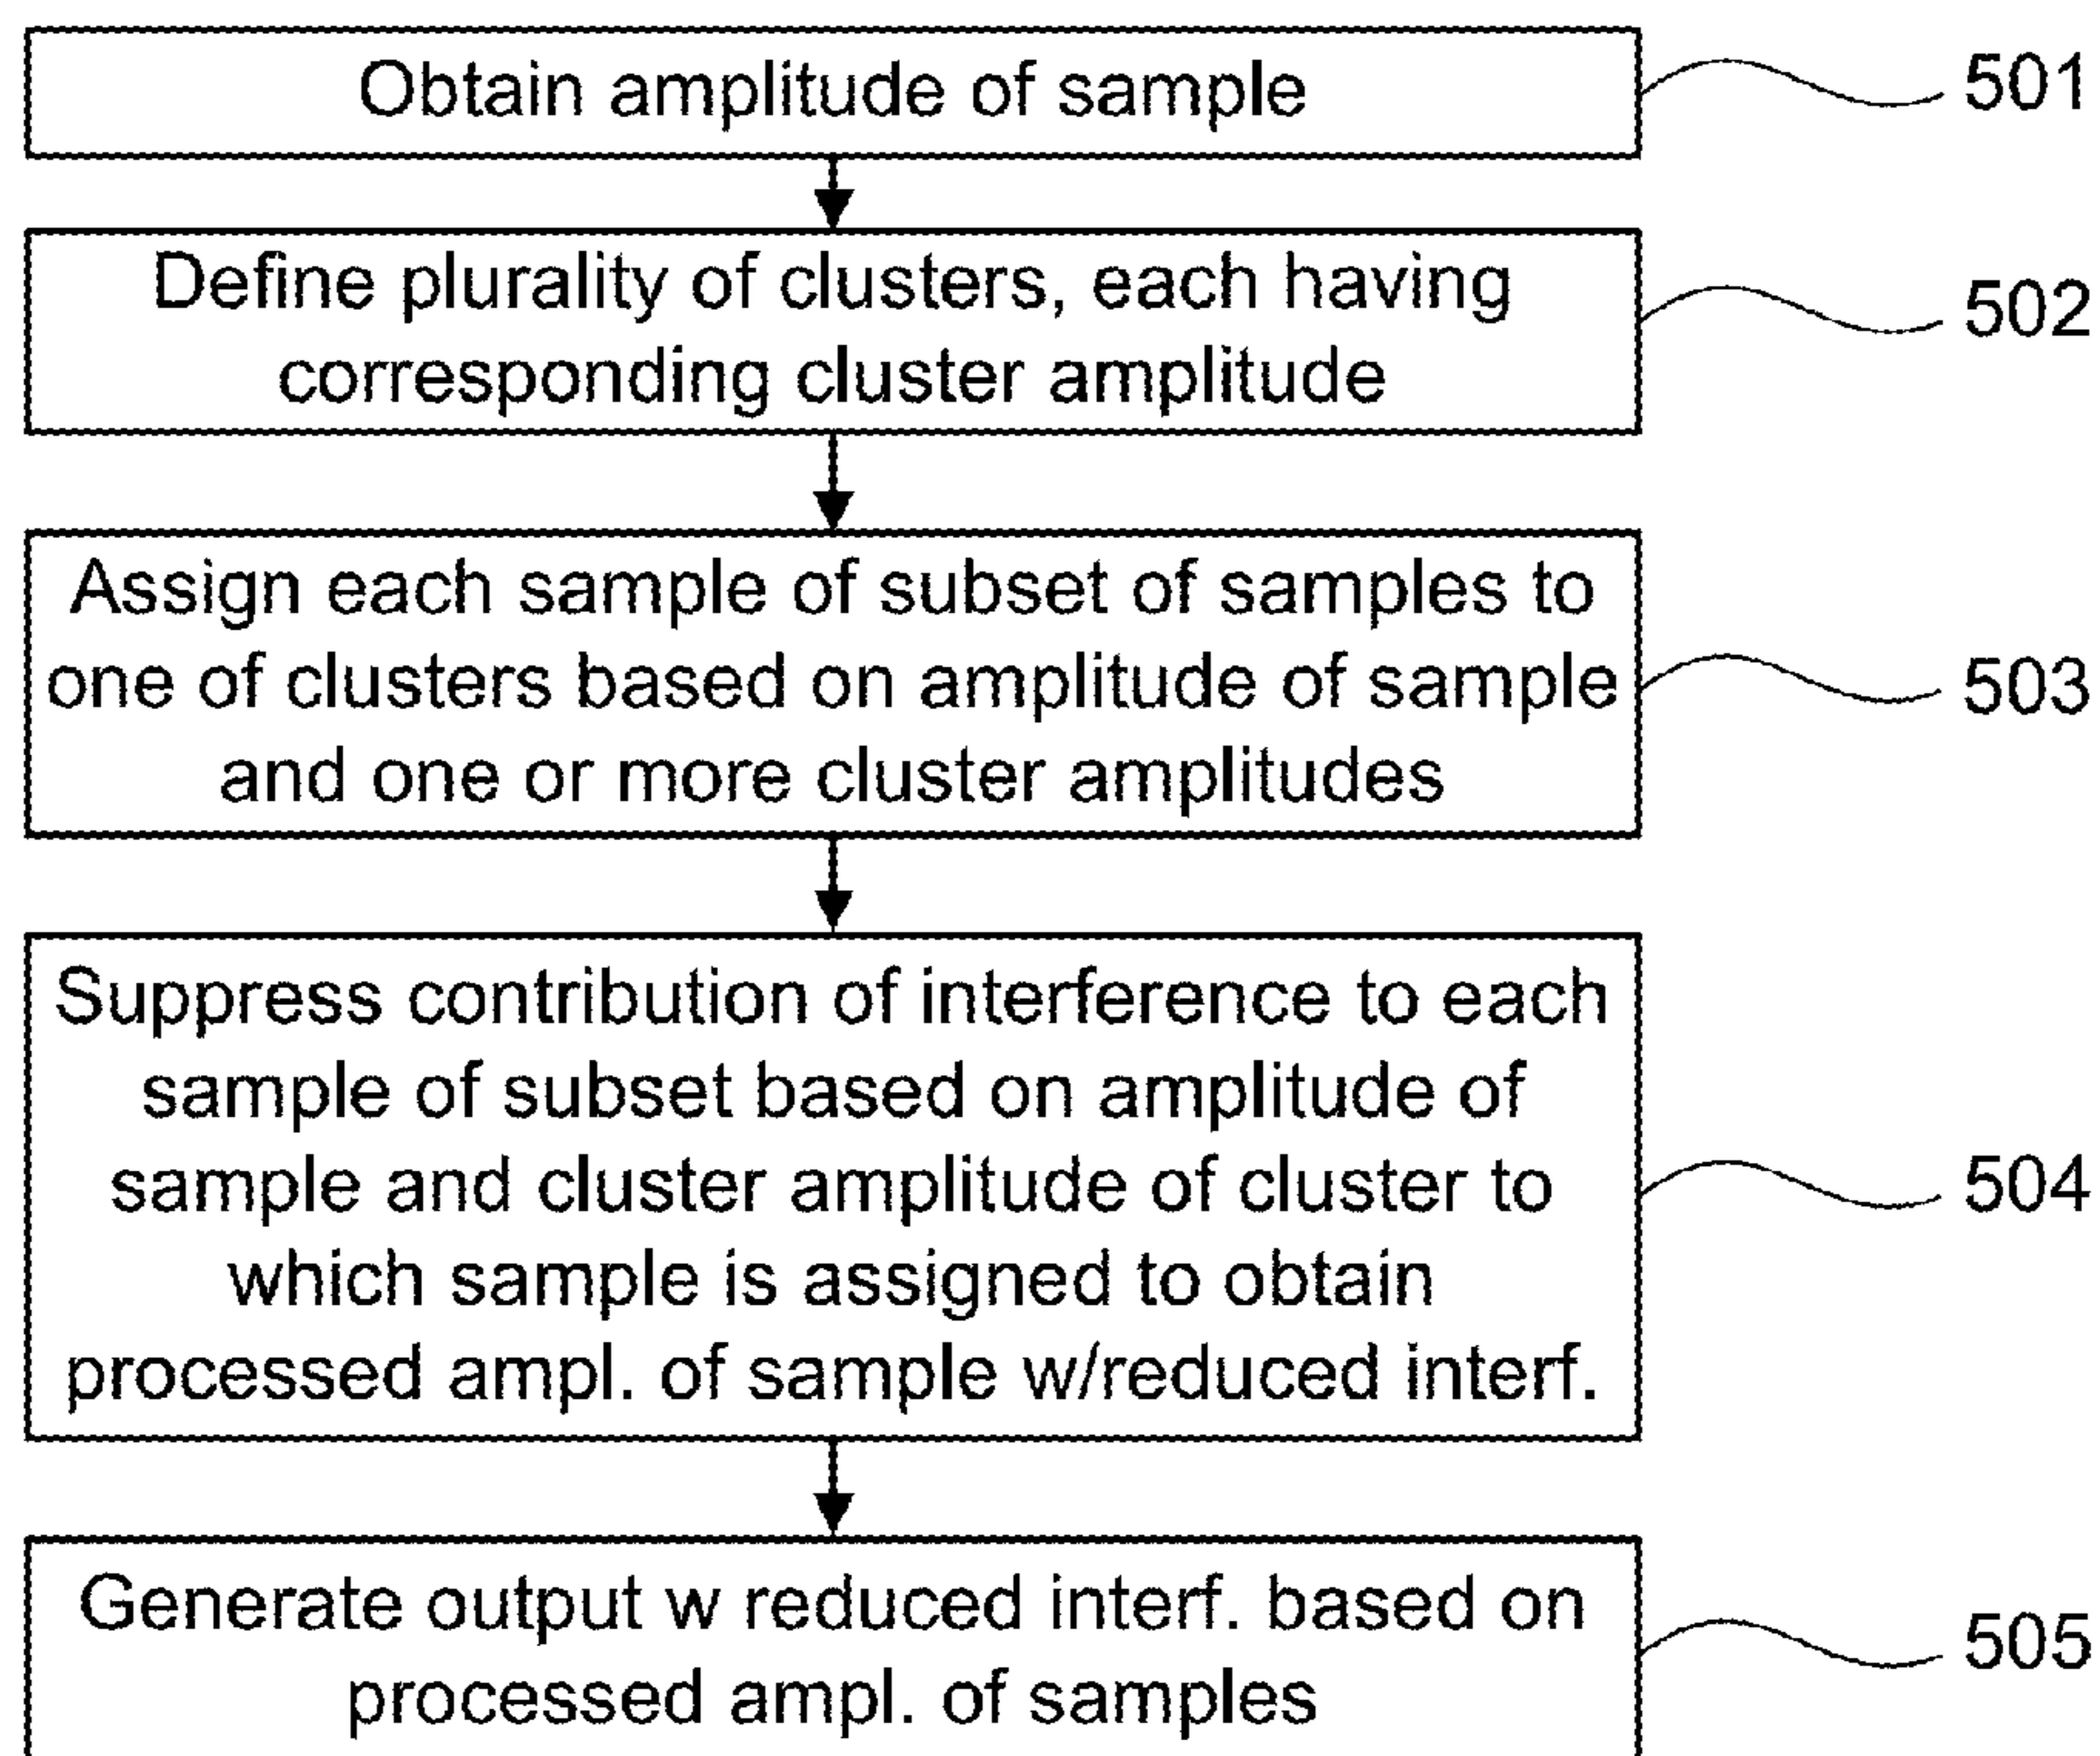 Obtain amplitude of sample
501
Define plurality of clusters, each having
corresponding cluster amplitude
502
Assign each sample of subset of samples to
one of clusters based on amplitude of sample
and one or more cluster amplitudes
503
Suppress contribution of interference to each
sample of subset based on amplitude of
sample and cluster amplitude of cluster to
which sample is assigned to obtain
processed ampl. of sample w/reduced interf.
504
Generate output w reduced interf. based on
processed ampl. of samples
505